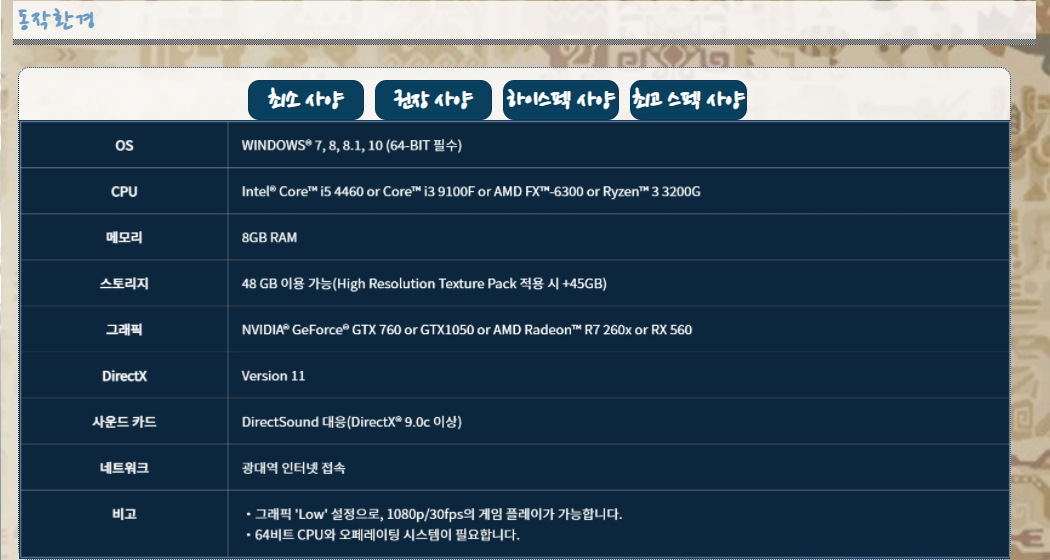 동작환경
최소 사양 권장 사양 하이스펙 사양 최고 스펙 사양
OS WINDOWS® 7, 8, 8.1, 10 (64-BIT 필수)
CPU Intel® Core™ i5 4460 or Core™ i3 9100F or AMD FX™-6300 or Ryzen™ 3 3200G
메모리 8GB RAM
스토리지 48 GB 이용 가능(High Resolution Texture Pack 적용 시 +45GB)
그래픽 NVIDIA® GeForce® GTX 760 or GTX1050 or AMD Radeon™ R7 260x or RX 560
DirectX Version 11
사운드 카드 DirectSound 대응(DirectX® 9.0c 이상)
네트워크 광대역 인터넷 접속
비고 · 그래픽 'Low' 설정으로, 1080p/30fps의 게임 플레이가 가능합니다.
· 64비트 CPU와 오페레이팅 시스템이 필요합니다.